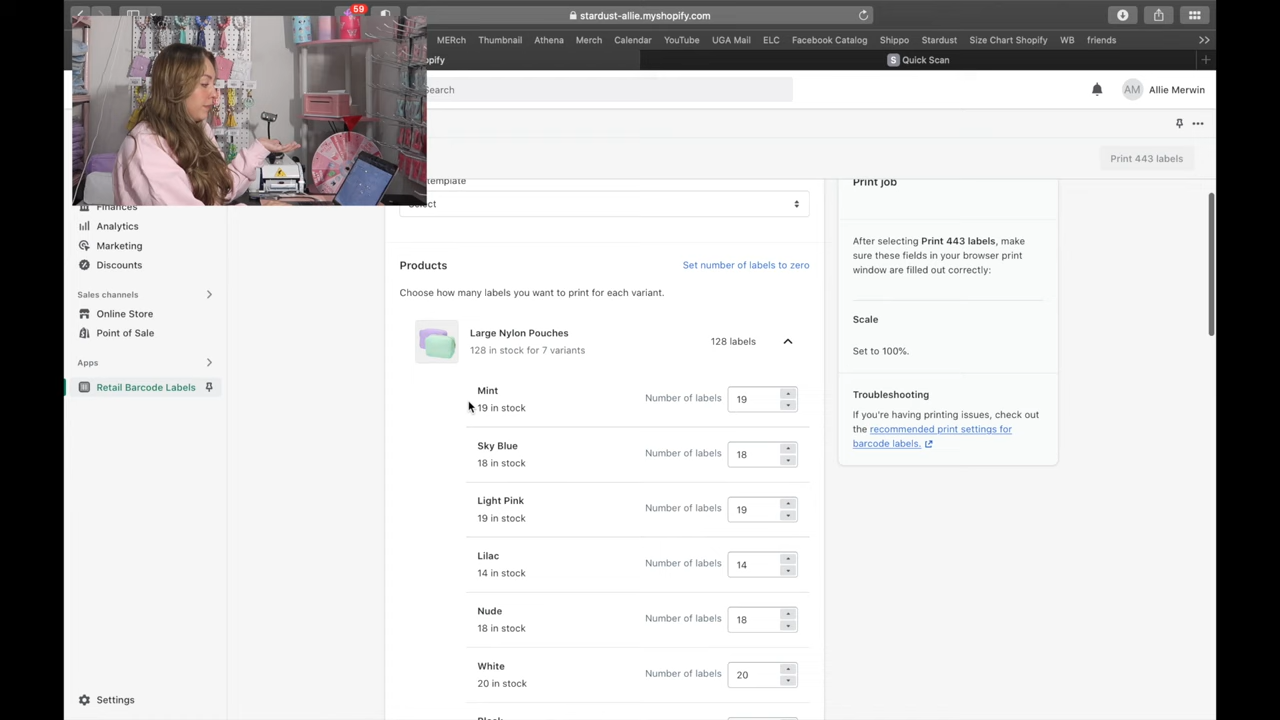 59
stardust-allie.myshopify.com
MERch Thumbnail Athena Merch Calendar YouTube UGA Mail ELC Facebook Catalog Shippo Stardust Size Chart Shopify WB friends
S Quick Scan
Search
AM Allie Merwin
Print 443 labels
Finances
Analytics
Marketing
Discounts
Sales channels
Online Store
Point of Sale
Apps
Retail Barcode Labels
Settings
template
Select
Products
Set number of labels to zero
Choose how many labels you want to print for each variant.
Large Nylon Pouches
128 in stock for 7 variants
128 labels
Mint
19 in stock
Number of labels 19
Sky Blue
18 in stock
Number of labels 18
Light Pink
19 in stock
Number of labels 19
Lilac
14 in stock
Number of labels 14
Nude
18 in stock
Number of labels 18
White
20 in stock
Number of labels 20
Print job
After selecting Print 443 labels, make
sure these fields in your browser print
window are filled out correctly:
Scale
Set to 100%.
Troubleshooting
If you're having printing issues, check out
the recommended print settings for
barcode labels.